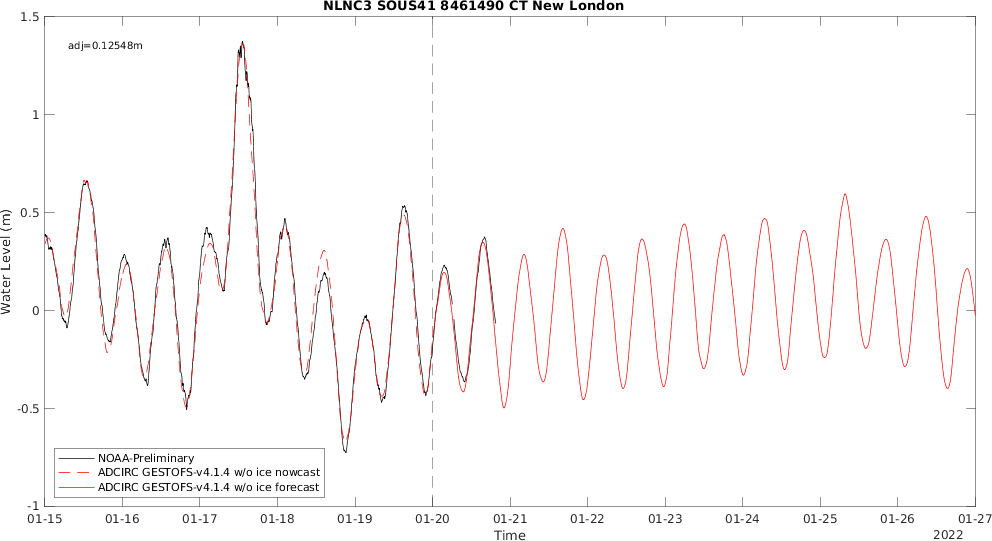 NLNC3 SOUS41 8461490 CT New London
adj=0.12548m
1.5
1
0.5
0
-0.5
-1
Water Level (m)
NOAA-Preliminary
ADCIRC GESTOFS-v4.1.4 w/o ice nowcast
ADCIRC GESTOFS-v4.1.4 w/o ice forecast
01-15 01-16 01-17 01-18 01-19 01-20 01-21 01-22 01-23 01-24 01-25 01-26 01-27
Time
2022